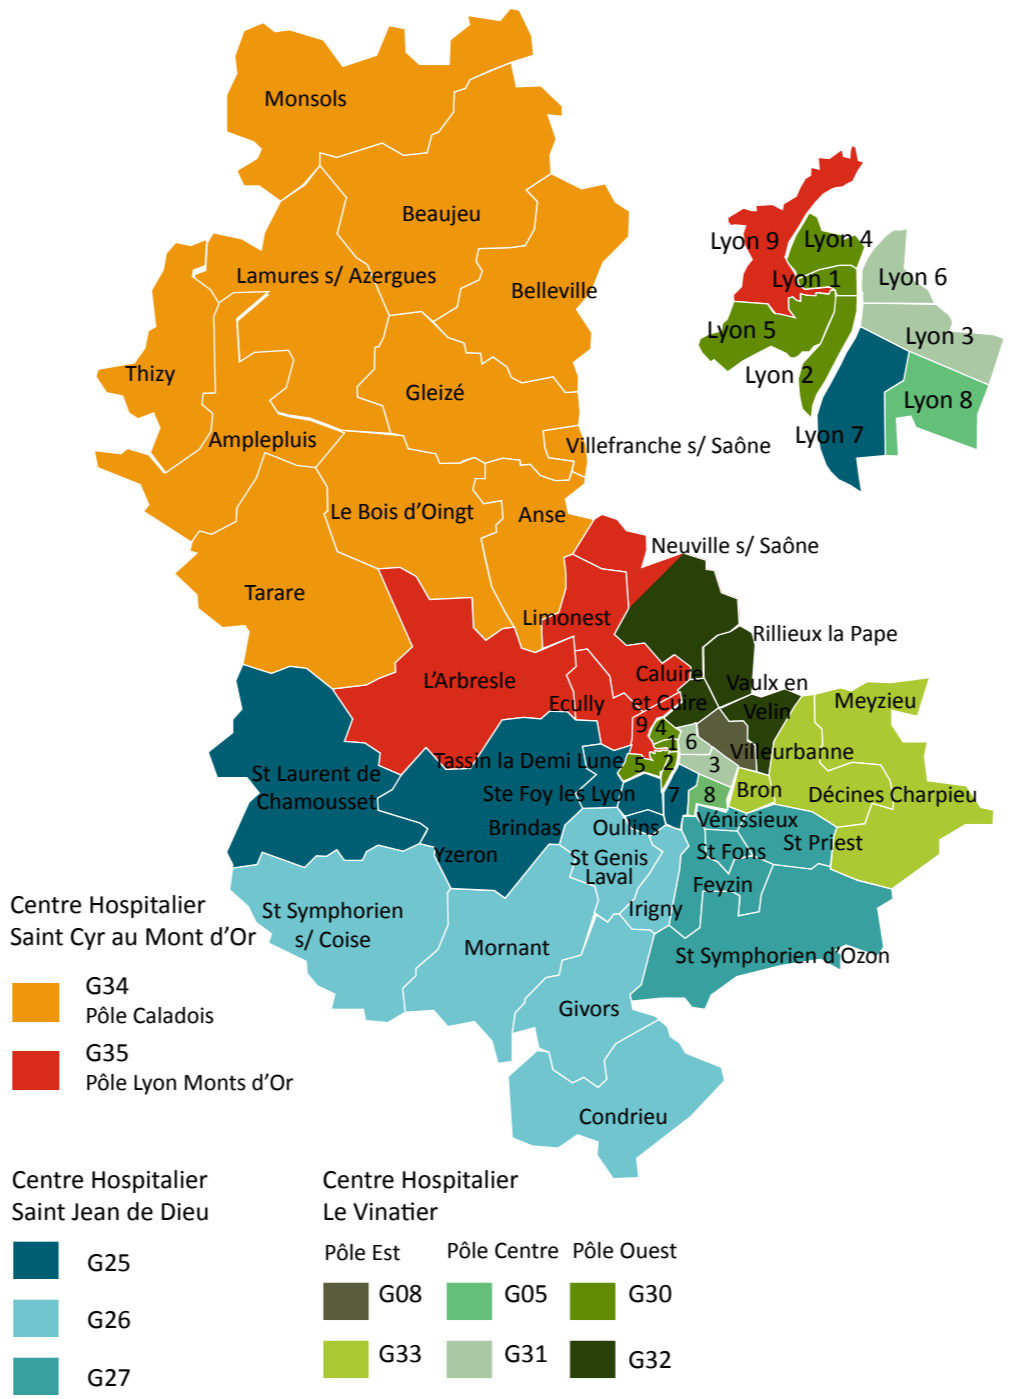 Monsols
Beaujeu
Lamures s/ Azergues
Belleville
Thizy
Gleizé
Amplepluis
Villefranche s/ Saône
Le Bois d'Oingt
Anse
Tarare
Neuville s/ Saône
Limonest
Rillieux la Pape
L'Arbresle
Caluire
et Cuire
Ecully
Vaulx en
Velin
Meyzieu
9
4
1
6
2
5
3
Villeurbanne
Tassin la Demi Lune
St Laurent de
Chamousset
Ste Foy les Lyon
7
8
Bron
Décines Charpieu
Brindas
Oullins
Vénissieux
Yzeron
St Genis
Laval
St Fons
St Priest
Feyzin
Irigny
St Symphorien
s/ Coise
Mornant
St Symphorien d'Ozon
Givors
Condrieu
Lyon 9
Lyon 4
Lyon 1
Lyon 6
Lyon 5
Lyon 3
Lyon 2
Lyon 8
Lyon 7
Centre Hospitalier
Saint Cyr au Mont d'Or
G34
Pôle Caladois
G35
Pôle Lyon Monts d'Or
Centre Hospitalier
Saint Jean de Dieu
G25
G26
G27
Centre Hospitalier
Le Vinatier
Pôle Est Pôle Centre Pôle Ouest
G08 G05 G30
G33 G31 G32